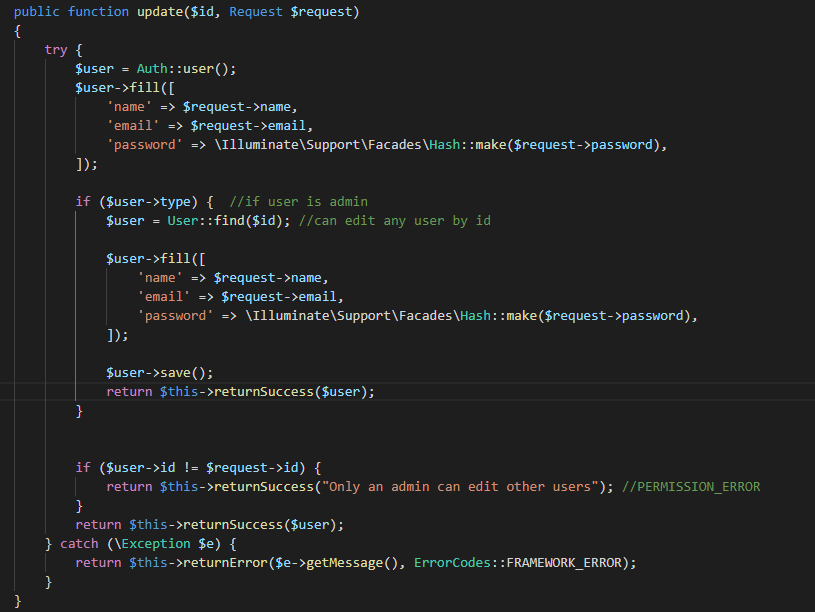 public function update($id, Request $request)
{
    try {
        $user = Auth::user();
        $user->fill([
            'name' => $request->name,
            'email' => $request->email,
            'password' => \Illuminate\Support\Facades\Hash::make($request->password),
        ]);

        if ($user->type) {  //if user is admin
            $user = User::find($id); //can edit any user by id

            $user->fill([
                'name' => $request->name,
                'email' => $request->email,
                'password' => \Illuminate\Support\Facades\Hash::make($request->password),
            ]);

            $user->save();
            return $this->returnSuccess($user);
        }


        if ($user->id != $request->id) {
            return $this->returnSuccess("Only an admin can edit other users"); //PERMISSION_ERROR
        }
        return $this->returnSuccess($user);
    } catch (\Exception $e) {
        return $this->returnError($e->getMessage(), ErrorCodes::FRAMEWORK_ERROR);
    }
}